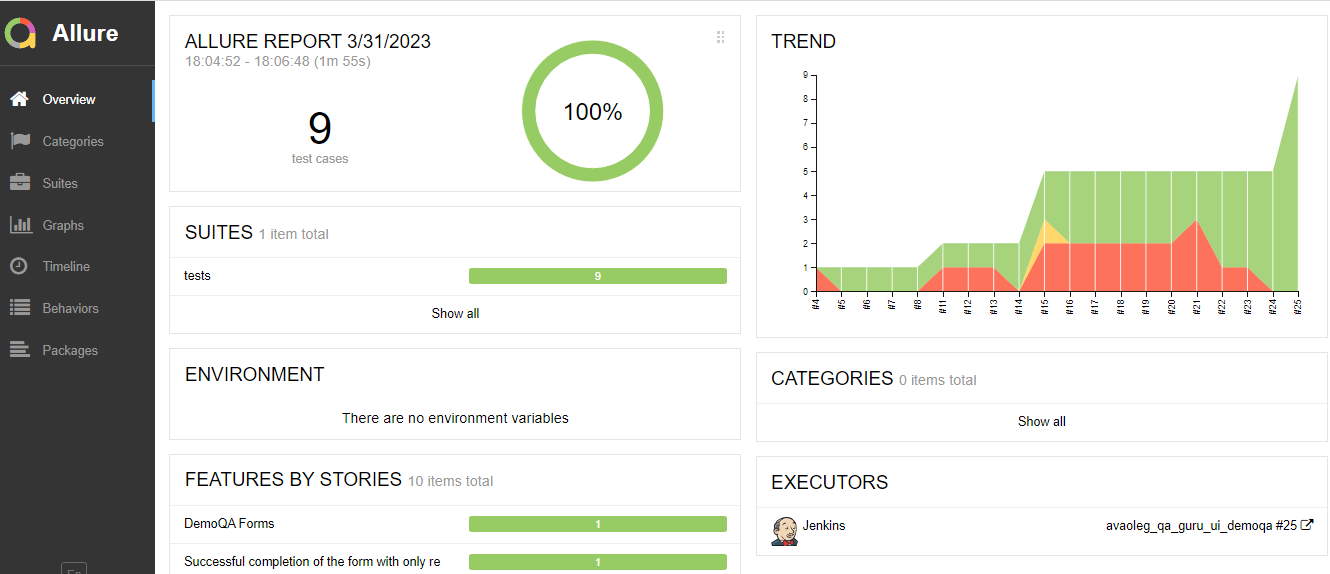 Allure
Overview
Categories
Suites
Graphs
Timeline
Behaviors
Packages
ALLURE REPORT 3/31/2023
18:04:52 - 18:06:48 (1m 55s)
9
test cases
100%
SUITES 1 item total
tests 9
Show all
ENVIRONMENT
There are no environment variables
FEATURES BY STORIES 10 items total
DemoQA Forms 1
Successful completion of the form with only re 1
TREND
9
8
7
6
5
4
3
2
1
0
#4 #5 #6 #7 #8 #11 #12 #13 #14 #15 #16 #17 #18 #19 #20 #21 #22 #23 #24 #25
CATEGORIES 0 items total
Show all
EXECUTORS
Jenkins avaoleg_qa_guru_ui_demoqa #25